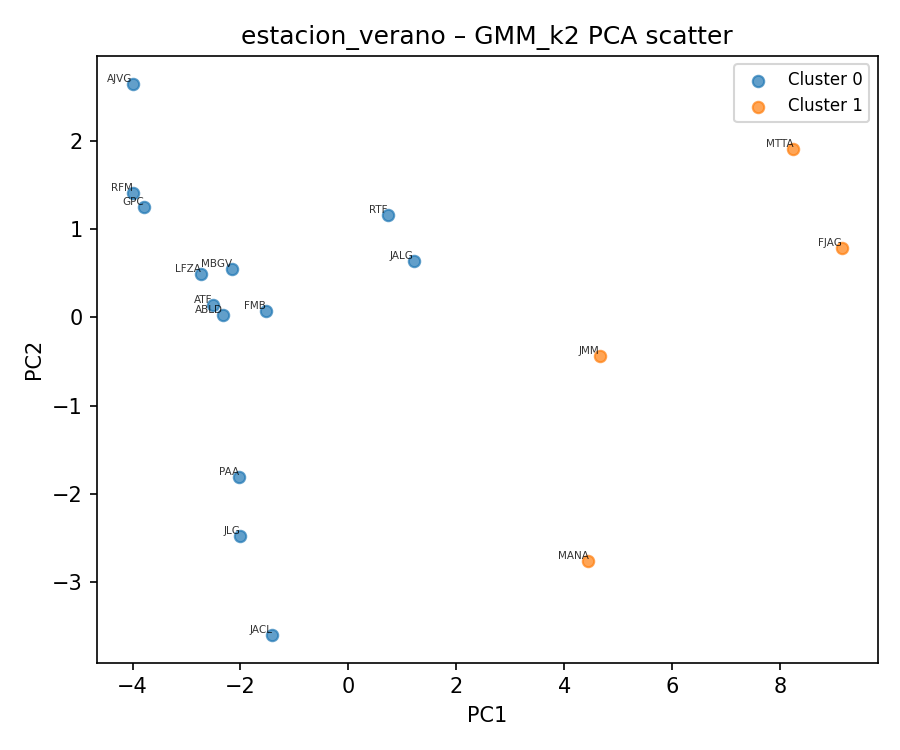 estacion_verano – GMM_k2 PCA scatter
Cluster 0
Cluster 1
AJVG
MTTA
RFM
GPC
RTF
JALG
FJAG
LFZA
MBGV
ATF
ABLD
FMB
JMM
PAA
JLG
MANA
JACL
2
1
0
−1
−2
−3
PC2
−4
−2
0
2
4
6
8
PC1